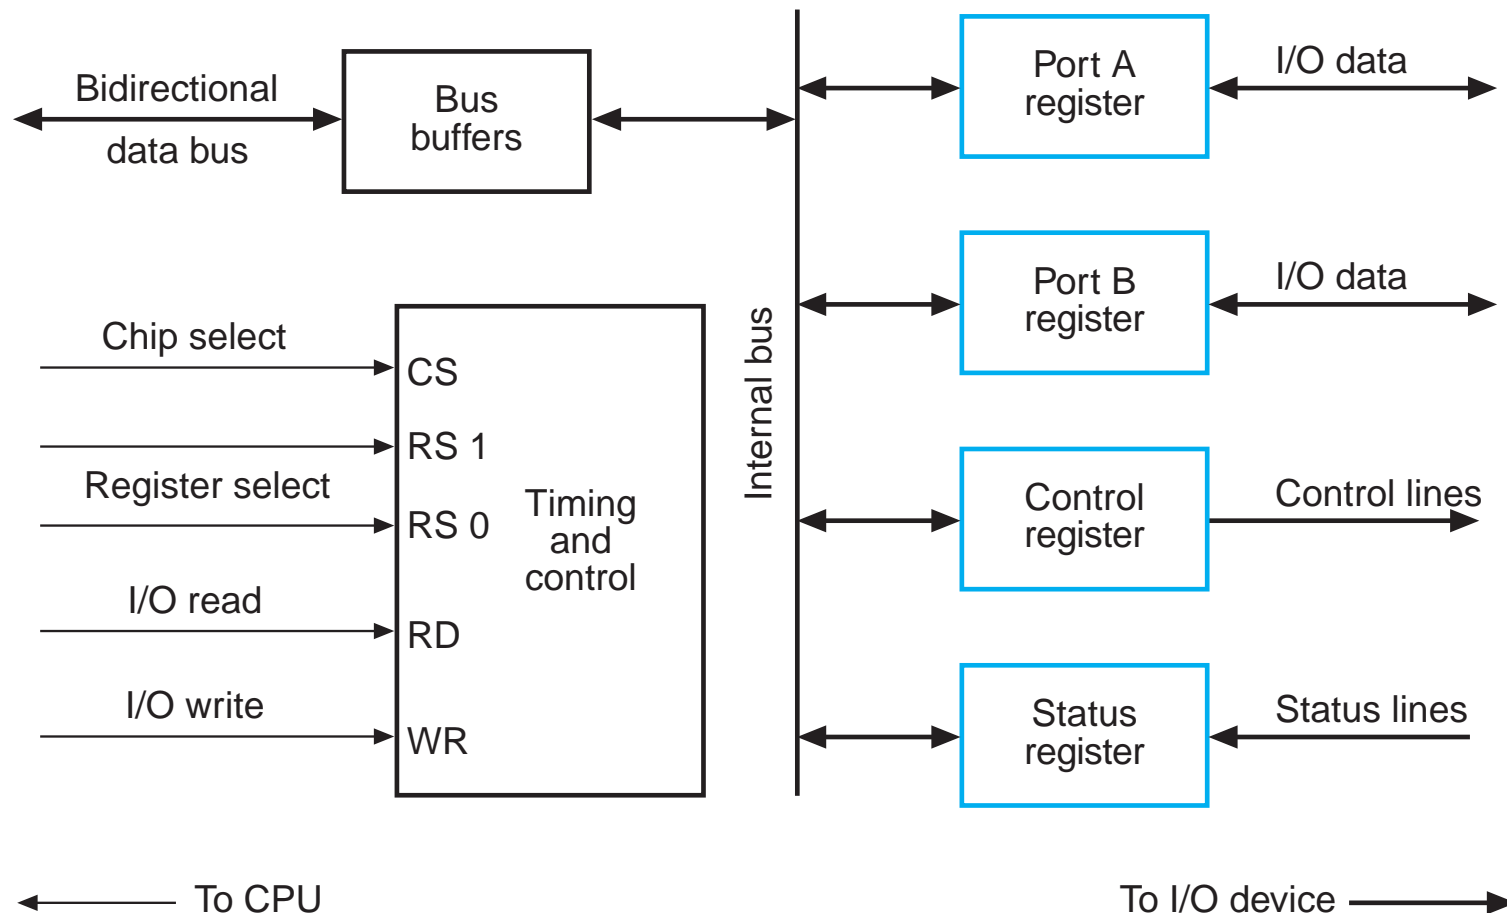 Bidirectional
data bus
Bus
buffers
Port A
register
I/O data
Port B
register
I/O data
Internal bus
Chip select
CS
RS 1
Register select
RS 0
I/O read
RD
I/O write
WR
Timing
and
control
Control
register
Control lines
Status
register
Status lines
To CPU
To I/O device